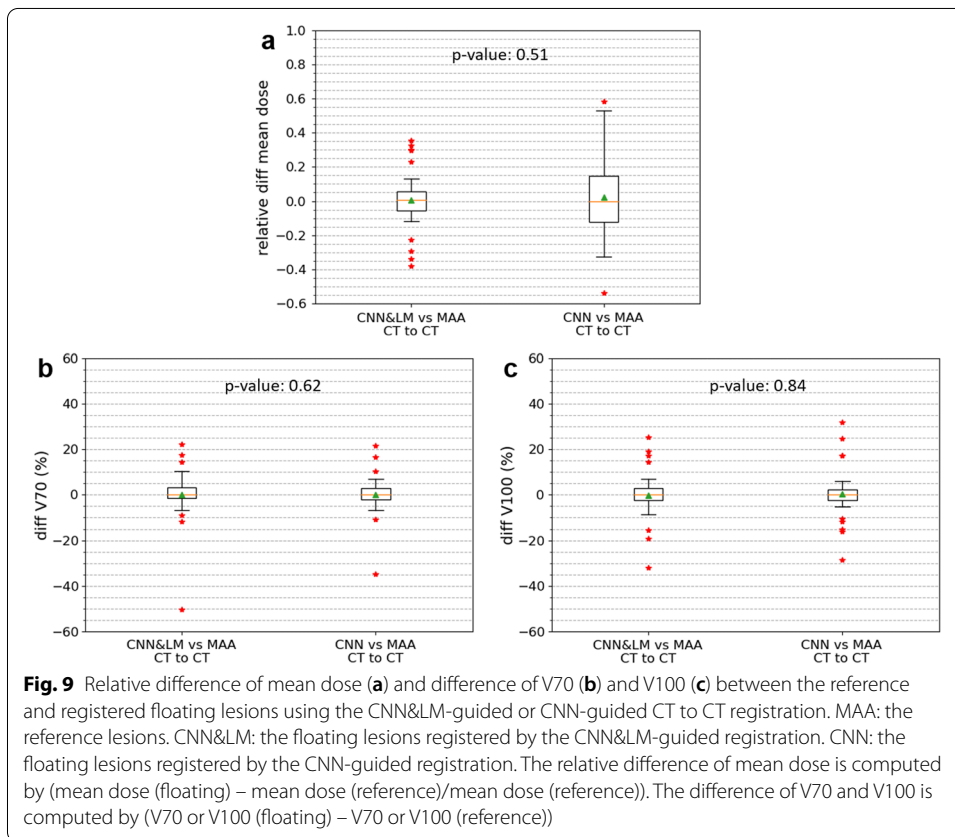 a
p-value: 0.51
relative diff mean dose
1.0
0.8
0.6
0.4
0.2
0.0
−0.2
−0.4
−0.6
CNN&LM vs MAA
CT to CT
CNN vs MAA
CT to CT
b
p-value: 0.62
diff V70 (%)
60
40
20
0
−20
−40
−60
CNN&LM vs MAA
CT to CT
CNN vs MAA
CT to CT
c
p-value: 0.84
diff V100 (%)
60
40
20
0
−20
−40
−60
CNN&LM vs MAA
CT to CT
CNN vs MAA
CT to CT
Fig. 9 Relative difference of mean dose (a) and difference of V70 (b) and V100 (c) between the reference
and registered floating lesions using the CNN&LM-guided or CNN-guided CT to CT registration. MAA: the
reference lesions. CNN&LM: the floating lesions registered by the CNN&LM-guided registration. CNN: the
floating lesions registered by the CNN-guided registration. The relative difference of mean dose is computed
by (mean dose (floating) – mean dose (reference)/mean dose (reference)). The difference of V70 and V100 is
computed by (V70 or V100 (floating) – V70 or V100 (reference))